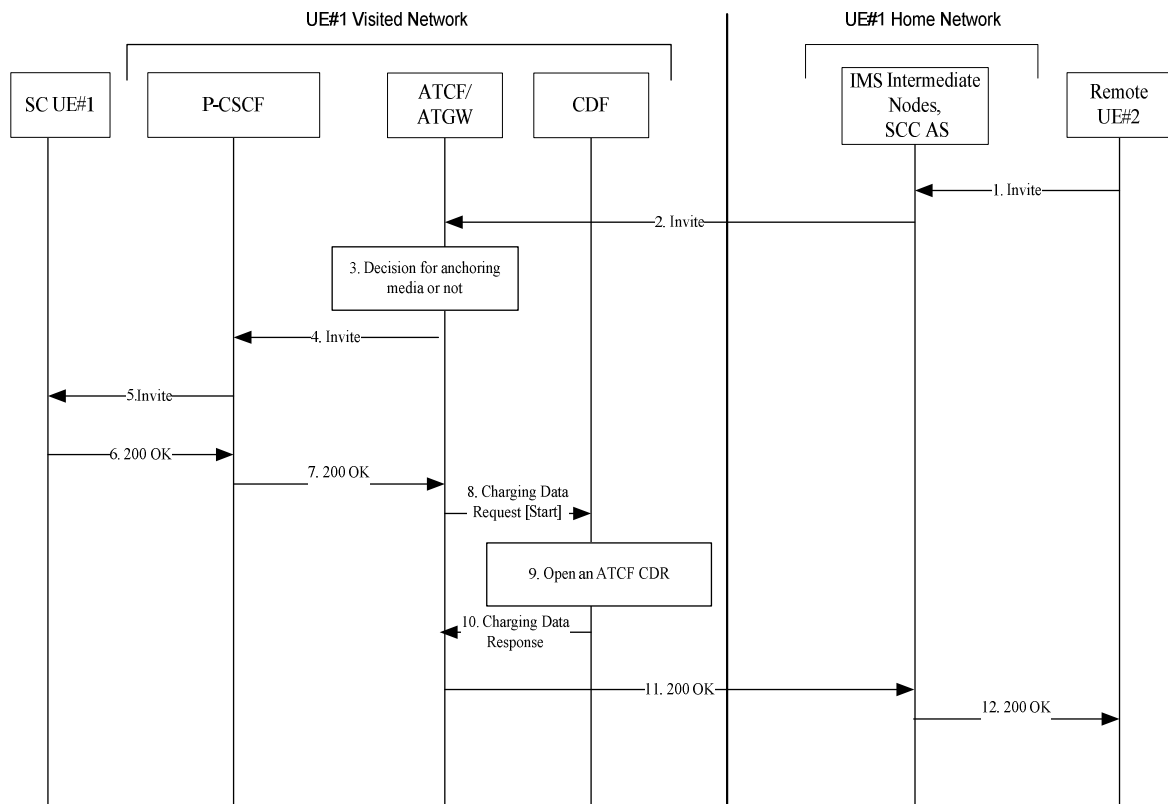 UE#1 Visited Network
UE#1 Home Network
SC UE#1
P-CSCF
ATCF/
ATGW
CDF
IMS Intermediate
Nodes,
SCC AS
Remote
UE#2
1. Invite
2. Invite
3. Decision for anchoring
media or not
4. Invite
5.Invite
6. 200 OK
7. 200 OK
8. Charging Data
Request [Start]
9. Open an ATCF CDR
10. Charging Data
Response
11. 200 OK
12. 200 OK